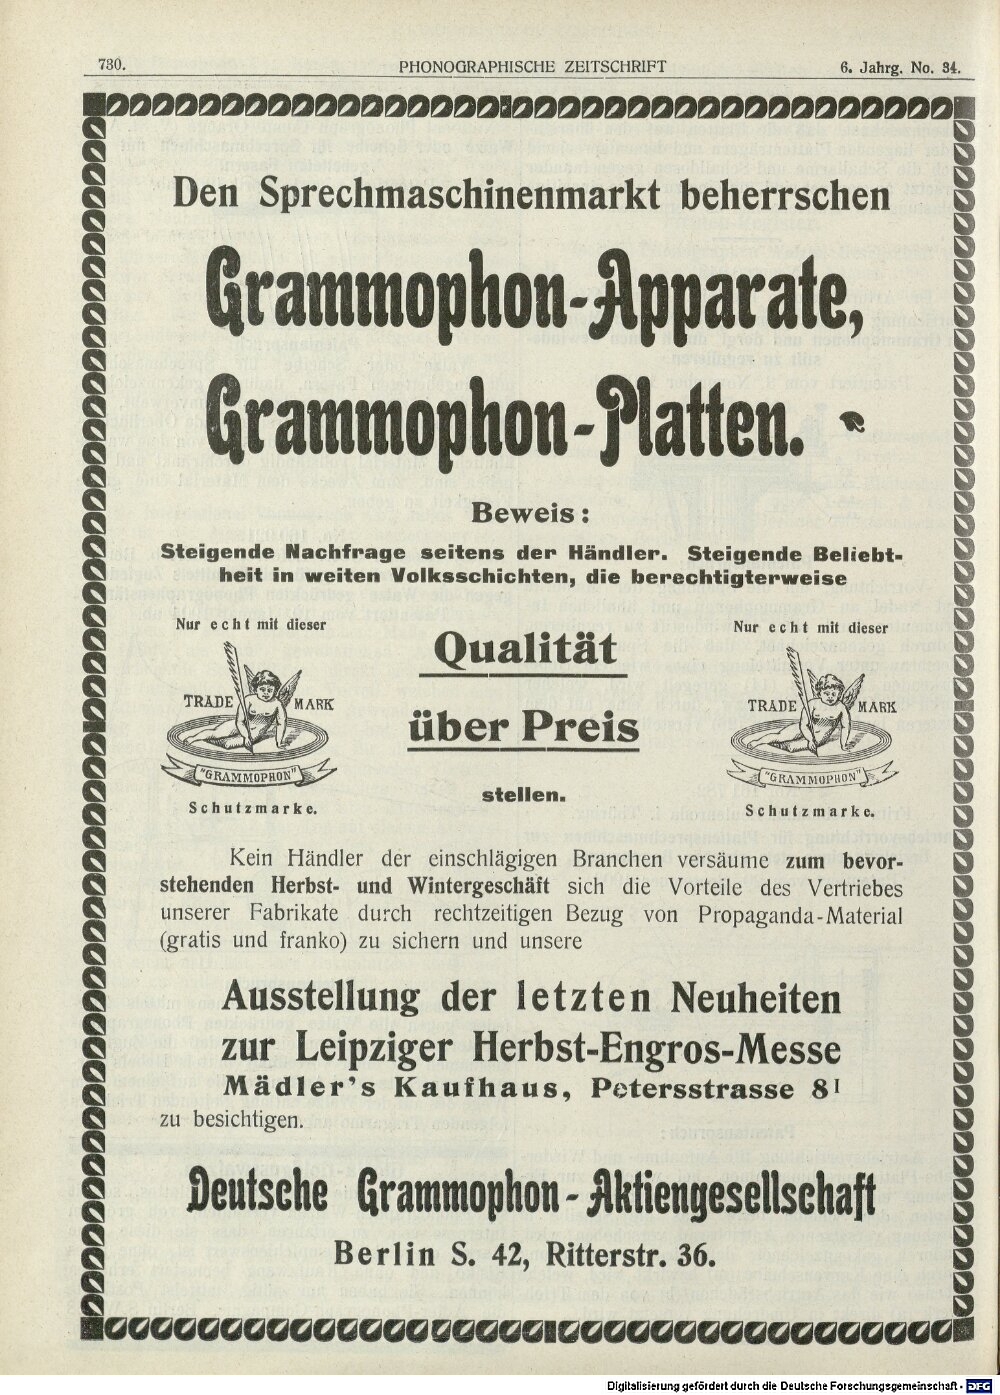 730. PHONOGRAPHISCHE ZEITSCHRIFT 6. Jahrg. No. 34.
Den Sprechmaschinenmarkt beherrschen
Grammophon-Apparate,
Grammophon-Platten.
Beweis:
Steigende Nachfrage seitens der Händler. Steigende Beliebt-
heit in weiten Volksschichten, die berechtigterweise
Nur echt mit dieser
TRADE MARK
"GRAMMOPHON"
Schutzmarke.
Qualität
über Preis
stellen.
Nur echt mit dieser
TRADE MARK
"GRAMMOPHON"
Schutzmarke.
Kein Händler der einschlägigen Branchen versäume zum bevor-
stehenden Herbst- und Wintergeschäft sich die Vorteile des Vertriebes
unserer Fabrikate durch rechtzeitigen Bezug von Propaganda-Material
(gratis und franko) zu sichern und unsere
Ausstellung der letzten Neuheiten
zur Leipziger Herbst-Engros-Messe
Mädler's Kaufhaus, Petersstrasse 8 I
zu besichtigen.
Deutsche Grammophon-Aktiengesellschaft
Berlin S. 42, Ritterstr. 36.
Digitalisierung gefördert durch die Deutsche Forschungsgemeinschaft - DFG